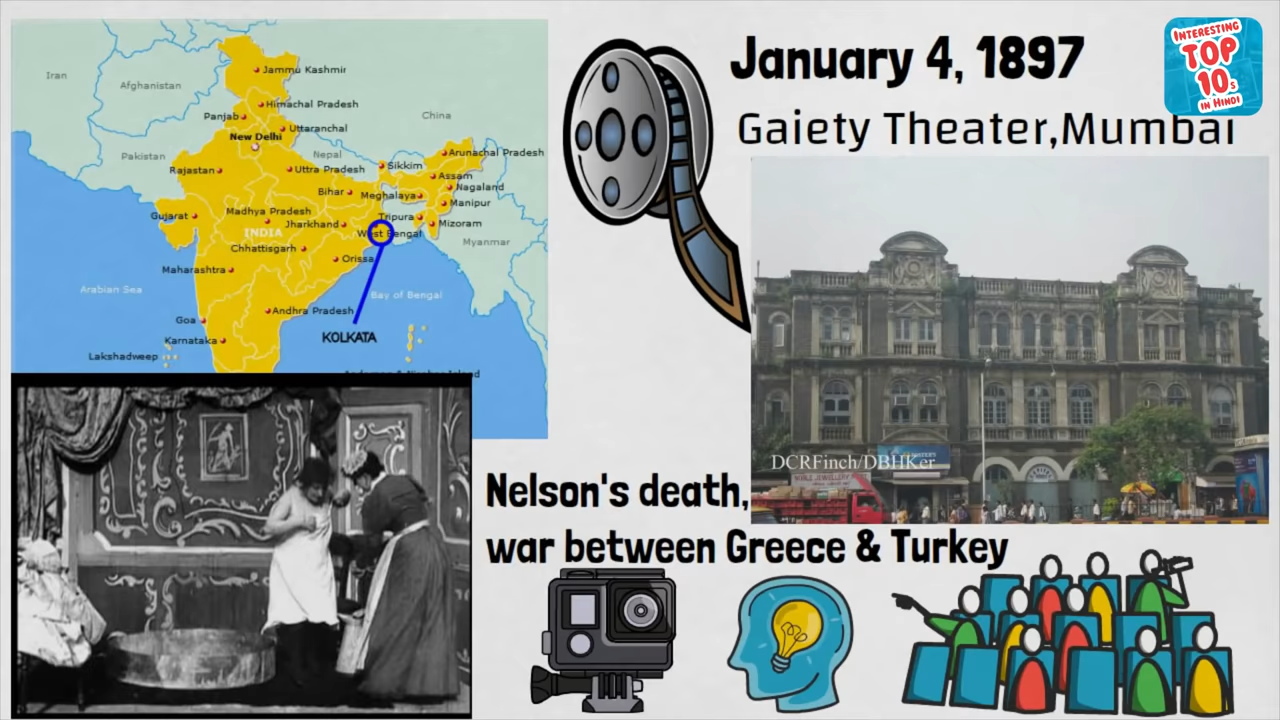 January 4, 1897
Gaiety Theater,Mumbai
INTERESTING
TOP
10s
IN HINDI
Iran
Afghanistan
Pakistan
China
Nepal
Myanmar
Jammu Kashmir
Himachal Pradesh
Panjab
Uttaranchal
New Delhi
Rajastan
Uttra Pradesh
Sikkim
Arunachal Pradesh
Assam
Nagaland
Bihar
Meghalaya
Manipur
Gujarat
Madhya Pradesh
Jharkhand
Tripura
Mizoram
INDIA
West Bengal
Chhattisgarh
Orissa
Maharashtra
Arabian Sea
Bay of Bengal
Andhra Pradesh
Goa
KOLKATA
Karnataka
Lakshadweep
DCRFinch/DBHKer
Nelson's death,
war between Greece & Turkey